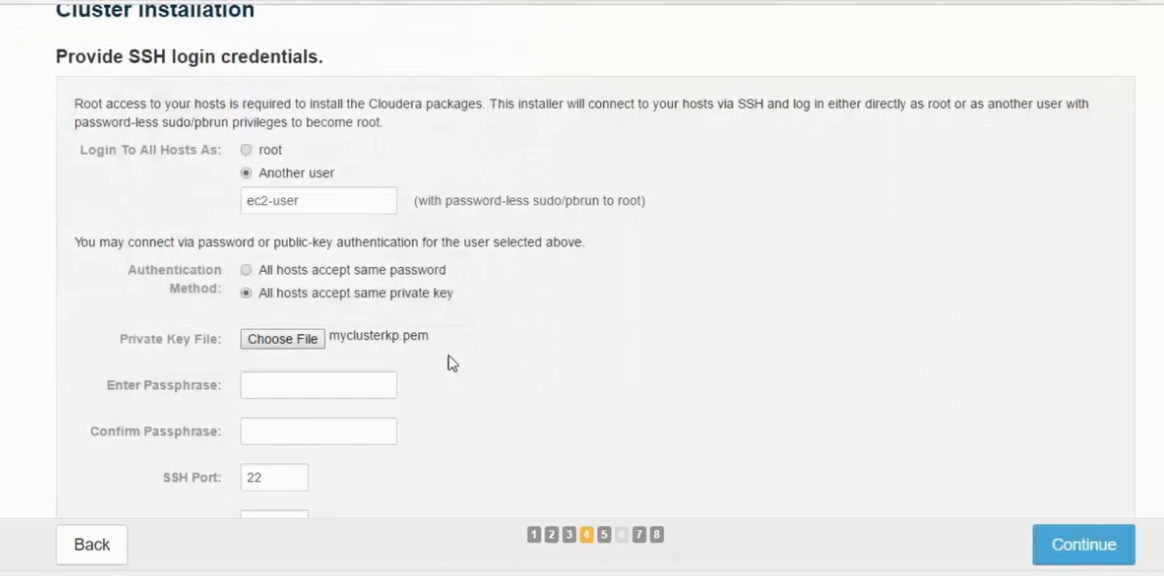 Cluster Installation
Provide SSH login credentials.
Root access to your hosts is required to install the Cloudera packages. This installer will connect to your hosts via SSH and log in either directly as root or as another user with
password-less sudo/pbrun privileges to become root.
Login To All Hosts As: root
Another user
ec2-user (with password-less sudo/pbrun to root)
You may connect via password or public-key authentication for the user selected above.
Authentication All hosts accept same password
Method: All hosts accept same private key
Private Key File: Choose File myclusterkp.pem
Enter Passphrase:
Confirm Passphrase:
SSH Port: 22
Back 1 2 3 4 5 7 8 Continue